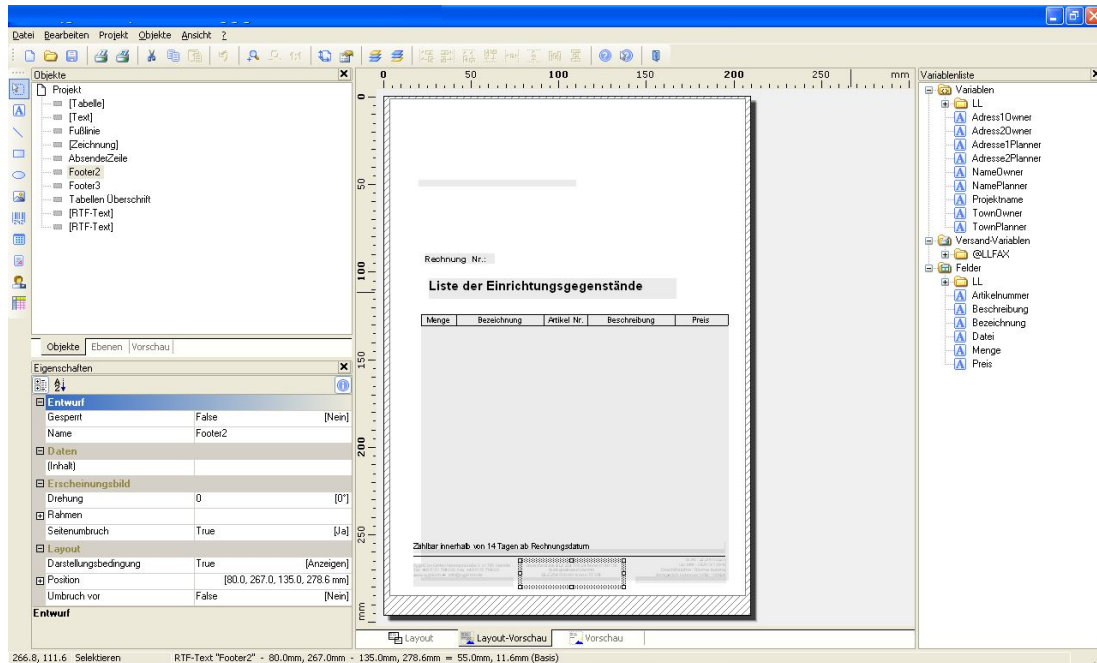 Datei Bearbeiten Projekt Objekte Ansicht ?
Objekte
Projekt
[Tabelle]
[Text]
Fußlinie
[Zeichnung]
AbsenderZeile
Footer2
Footer3
Tabellen Überschrift
[RTF-Text]
[RTF-Text]
Objekte Ebenen Vorschau
Eigenschaften
Entwurf
Gesperrt False [Nein]
Name Footer2
Daten
(Inhalt)
Erscheinungsbild
Drehung 0 [0°]
Rahmen
Seitenumbruch True [Ja]
Layout
Darstellungsbedingung True [Anzeigen]
Position [80.0, 267.0, 135.0, 278.6 mm]
Umbruch vor False [Nein]
Entwurf
0 50 100 150 200 250 mm
0
50
100
150
200
250
mm
Rechnung Nr.:
Liste der Einrichtungsgegenstände
Menge Bezeichnung Artikel Nr. Beschreibung Preis
Zahlbar innerhalb von 14 Tagen ab Rechnungsdatum
Layout Layout-Vorschau Vorschau
Variablenliste
Variablen
LL
Adress1Owner
Adress2Owner
Adresse1Planner
Adresse2Planner
NameOwner
NamePlanner
Projektname
TownOwner
TownPlanner
Versand-Variablen
@LLFAX
Felder
LL
Artikelnummer
Beschreibung
Bezeichnung
Datei
Menge
Preis
266.8, 111.6 Selektieren RTF-Text "Footer2" - 80.0mm, 267.0mm - 135.0mm, 278.6mm = 55.0mm, 11.6mm (Basis)